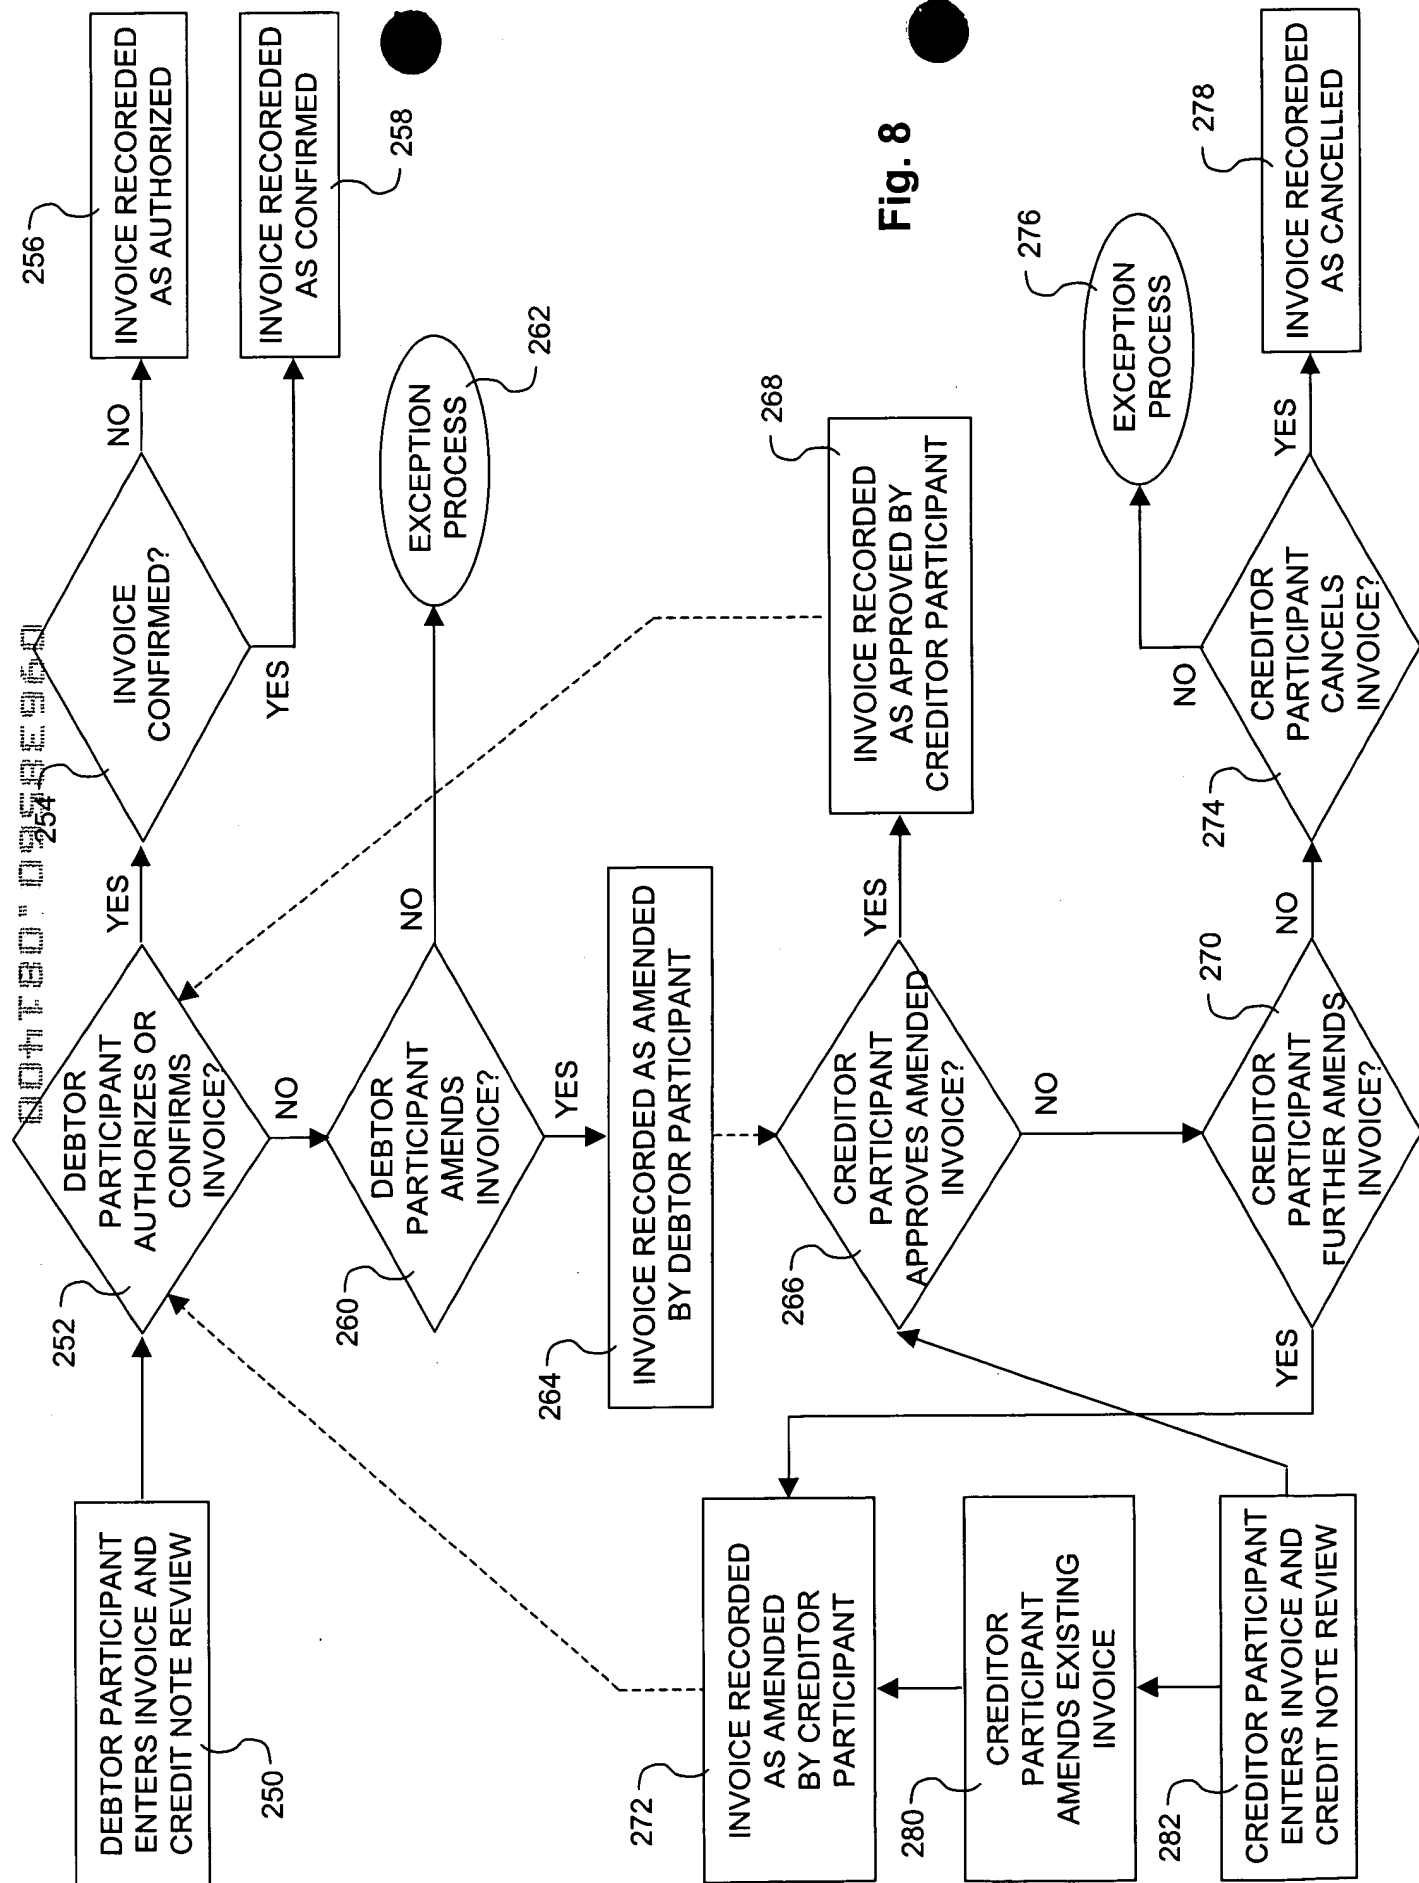 DEBTOR PARTICIPANT
ENTERS INVOICE AND
CREDIT NOTE REVIEW
250
252
DEBTOR
PARTICIPANT
AUTHORIZES OR
CONFIRMS
INVOICE?
YES
NO
254
INVOICE
CONFIRMED?
NO
YES
256
INVOICE RECOREDED
AS AUTHORIZED
INVOICE RECORED
AS CONFIRMED
258
260
DEBTOR
PARTICIPANT
AMENDS
INVOICE?
NO
YES
EXCEPTION
PROCESS
262
264
INVOICE RECORDED AS AMENDED
BY DEBTOR PARTICIPANT
266
CREDITOR
PARTICIPANT
APPROVES AMENDED
INVOICE?
YES
NO
268
INVOICE RECORDED
AS APPROVED BY
CREDITOR PARTICIPANT
Fig. 8
272
INVOICE RECORDED
AS AMENDED
BY CREDITOR
PARTICIPANT
280
CREDITOR
PARTICIPANT
AMENDS EXISTING
INVOICE
282
CREDITOR PARTICIPANT
ENTERS INVOICE AND
CREDIT NOTE REVIEW
270
CREDITOR
PARTICIPANT
FURTHER AMENDS
INVOICE?
YES
NO
274
CREDITOR
PARTICIPANT
CANCELS
INVOICE?
NO
YES
276
EXCEPTION
PROCESS
278
INVOICE RECOREDED
AS CANCELLED